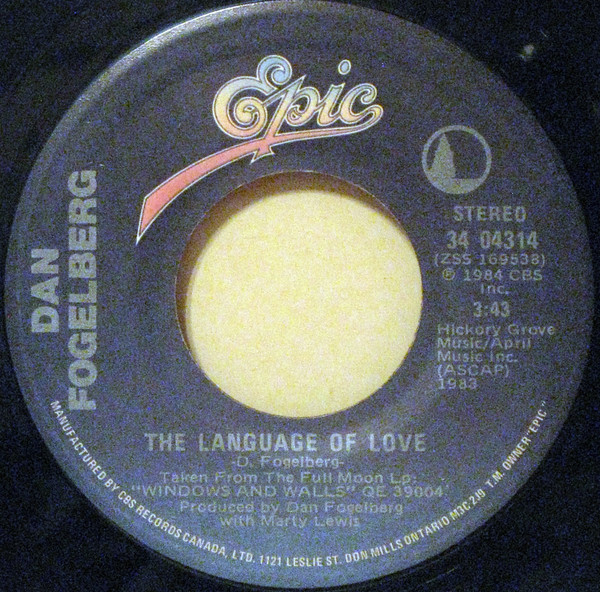 Epic
STEREO
34 04314
(ZSS 169538)
℗ 1984 CBS
Inc.
3:43
Hickory Grove
Music/April
Music Inc.
(ASCAP)
1983
DAN
FOGELBERG
THE LANGUAGE OF LOVE
-D. Fogelberg-
Taken From The Full Moon Lp:
"WINDOWS AND WALLS" QE 39004
Produced by Dan Fogelberg
with Marty Lewis
MANUFACTURED BY CBS RECORDS CANADA, LTD. 1121 LESLIE ST. DON MILLS ONTARIO M3C 2J9 T.M. OWNER "EPIC"